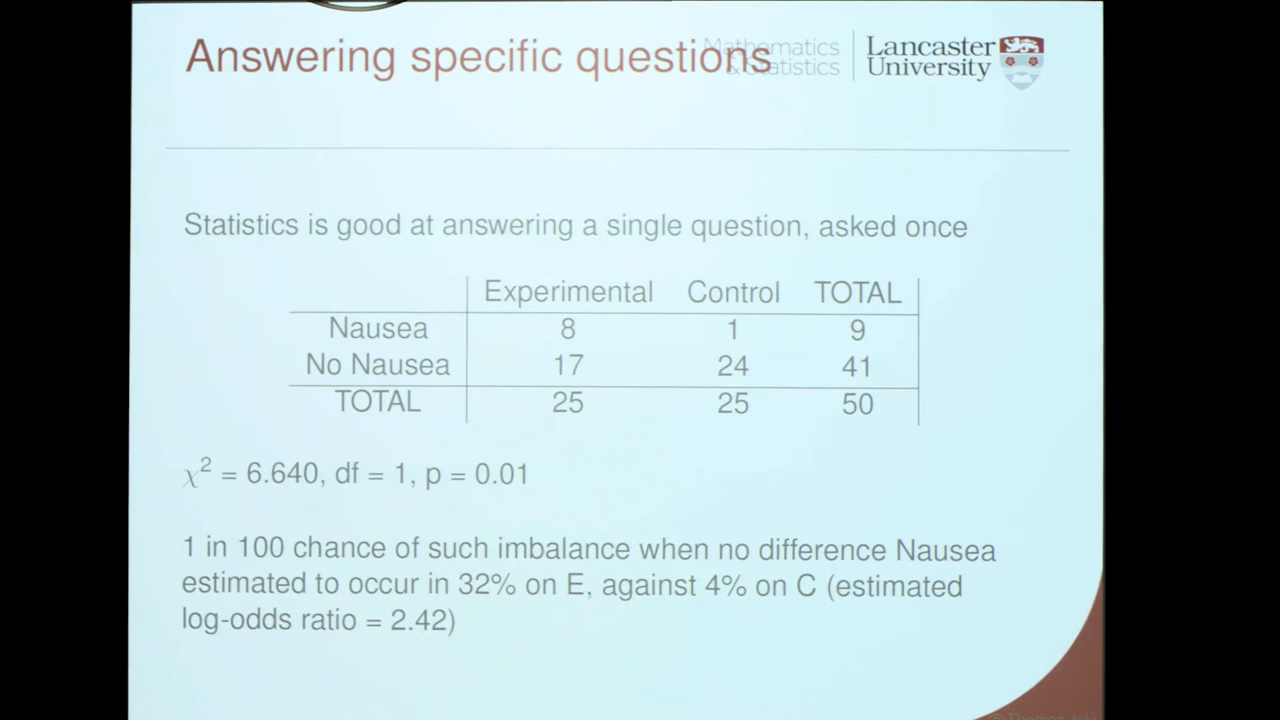 Answering specific questions
Mathematics & Statistics
Lancaster University
Statistics is good at answering a single question, asked once
Experimental Control TOTAL
Nausea 8 1 9
No Nausea 17 24 41
TOTAL 25 25 50
χ² = 6.640, df = 1, p = 0.01
1 in 100 chance of such imbalance when no difference Nausea
estimated to occur in 32% on E, against 4% on C (estimated
log-odds ratio = 2.42)